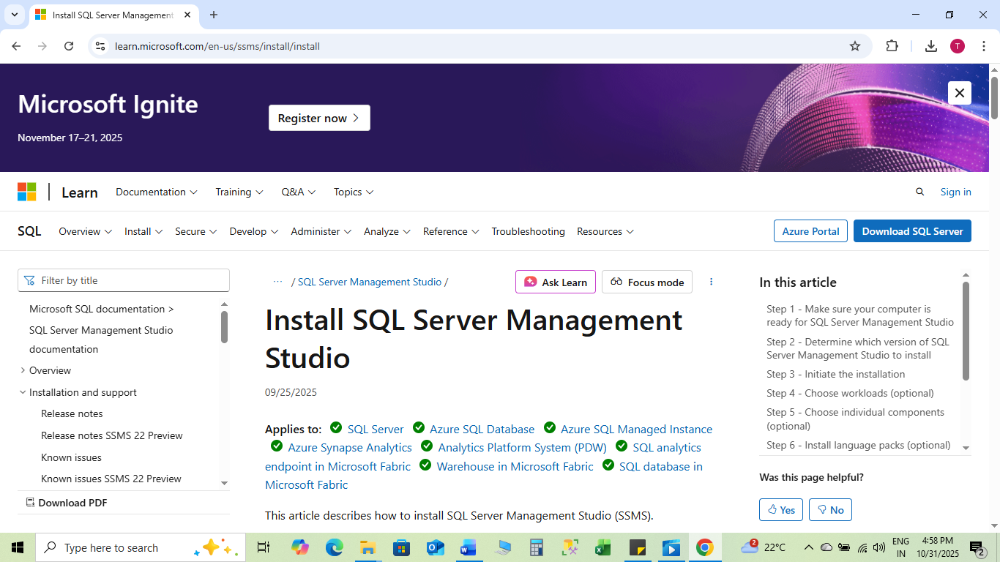 Install SQL Server Management
learn.microsoft.com/en-us/ssms/install/install
T
Microsoft Ignite
Register now
November 17–21, 2025
Learn
Documentation
Training
Q&A
Topics
Sign in
SQL
Overview
Install
Secure
Develop
Administer
Analyze
Reference
Troubleshooting
Resources
Azure Portal
Download SQL Server
Filter by title
Microsoft SQL documentation >
SQL Server Management Studio
documentation
Overview
Installation and support
Release notes
Release notes SSMS 22 Preview
Known issues
Known issues SSMS 22 Preview
Download PDF
··· / SQL Server Management Studio /
Ask Learn
Focus mode
Install SQL Server Management
Studio
09/25/2025
Applies to: SQL Server Azure SQL Database Azure SQL Managed Instance
Azure Synapse Analytics Analytics Platform System (PDW) SQL analytics
endpoint in Microsoft Fabric Warehouse in Microsoft Fabric SQL database in
Microsoft Fabric
This article describes how to install SQL Server Management Studio (SSMS).
In this article
Step 1 - Make sure your computer is
ready for SQL Server Management Studio
Step 2 - Determine which version of SQL
Server Management Studio to install
Step 3 - Initiate the installation
Step 4 - Choose workloads (optional)
Step 5 - Choose individual components
(optional)
Step 6 - Install language packs (optional)
Was this page helpful?
Yes
No
Type here to search
2
22°C
ENG
IN
4:58 PM
10/31/2025
2